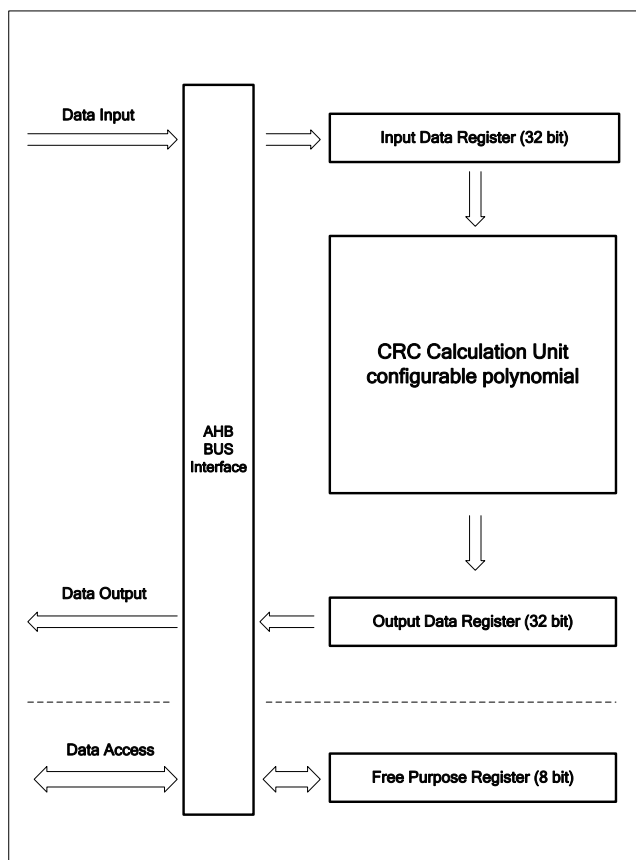 Data Input
Input Data Register (32 bit)
CRC Calculation Unit
configurable polynomial
AHB
BUS
Interface
Data Output
Output Data Register (32 bit)
Data Access
Free Purpose Register (8 bit)